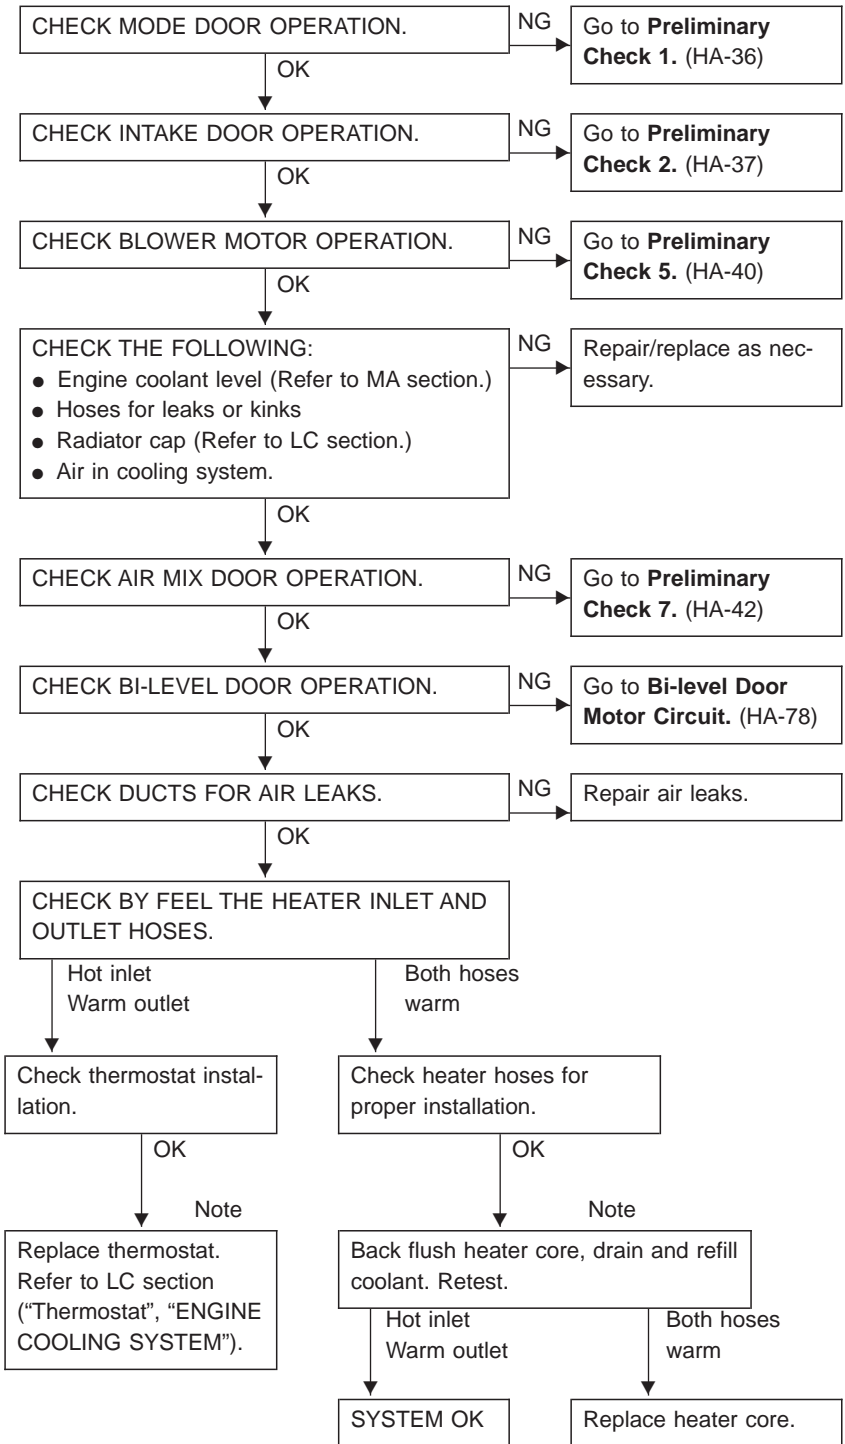 CHECK MODE DOOR OPERATION.
NG
Go to Preliminary
Check 1. (HA-36)
OK
CHECK INTAKE DOOR OPERATION.
NG
Go to Preliminary
Check 2. (HA-37)
OK
CHECK BLOWER MOTOR OPERATION.
NG
Go to Preliminary
Check 5. (HA-40)
OK
CHECK THE FOLLOWING:
● Engine coolant level (Refer to MA section.)
● Hoses for leaks or kinks
● Radiator cap (Refer to LC section.)
● Air in cooling system.
NG
Repair/replace as nec-
essary.
OK
CHECK AIR MIX DOOR OPERATION.
NG
Go to Preliminary
Check 7. (HA-42)
OK
CHECK BI-LEVEL DOOR OPERATION.
NG
Go to Bi-level Door
Motor Circuit. (HA-78)
OK
CHECK DUCTS FOR AIR LEAKS.
NG
Repair air leaks.
OK
CHECK BY FEEL THE HEATER INLET AND
OUTLET HOSES.
Hot inlet
Warm outlet
Both hoses
warm
Check thermostat instal-
lation.
Check heater hoses for
proper installation.
OK
OK
Note
Note
Replace thermostat.
Refer to LC section
(“Thermostat”, “ENGINE
COOLING SYSTEM”).
Back flush heater core, drain and refill
coolant. Retest.
Hot inlet
Warm outlet
Both hoses
warm
SYSTEM OK
Replace heater core.